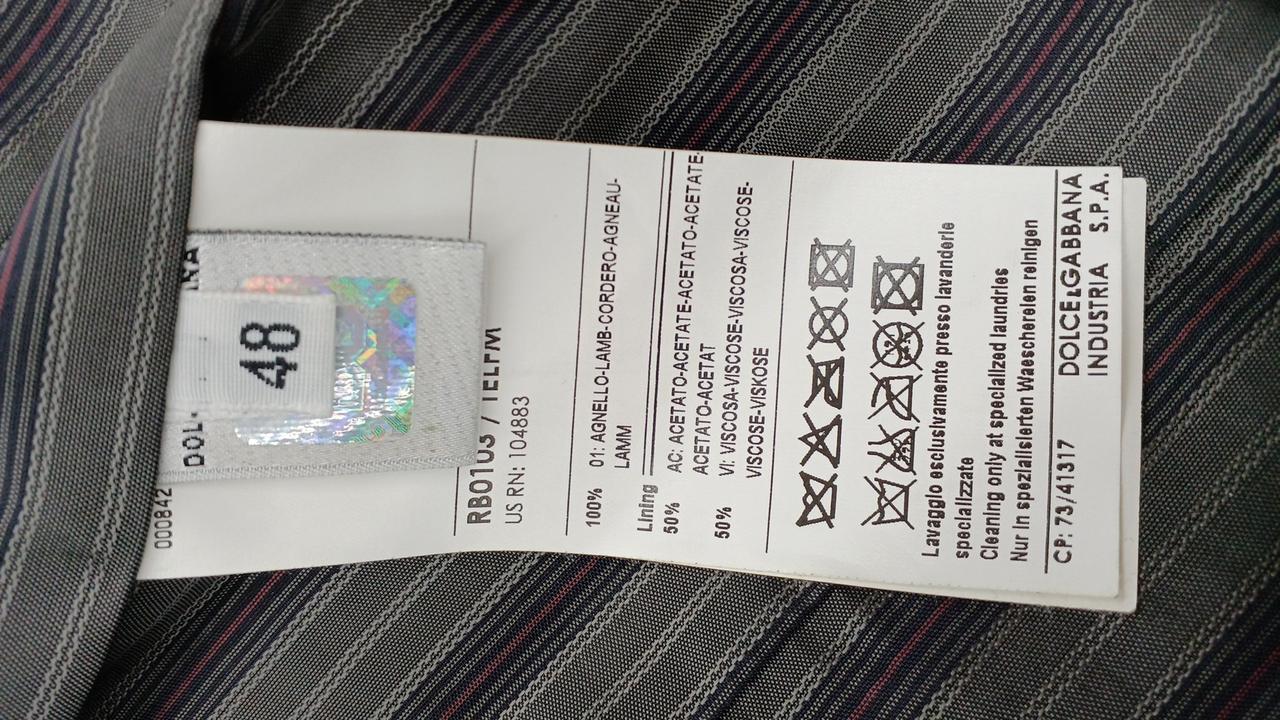 000842
DOL
48
RB0103 / TELFM
US RN: 104883
100% 01: AGNELLO-LAMB-CORDERO-AGNEAU-
LAMM
Lining
50% AC: ACETATO-ACETATE-ACETATO-ACETATE-
ACETATO-ACETAT
50% VI: VISCOSA-VISCOSE-VISCOSA-VISCOSE-
VISCOSE-VISKOSE
Lavaggio esclusivamente presso lavanderie
specializzate
Cleaning only at specialized laundries
Nur in spezialisierten Waeschereien reinigen
CP: 73/41317 DOLCE&GABBANA
INDUSTRIA S.P.A.